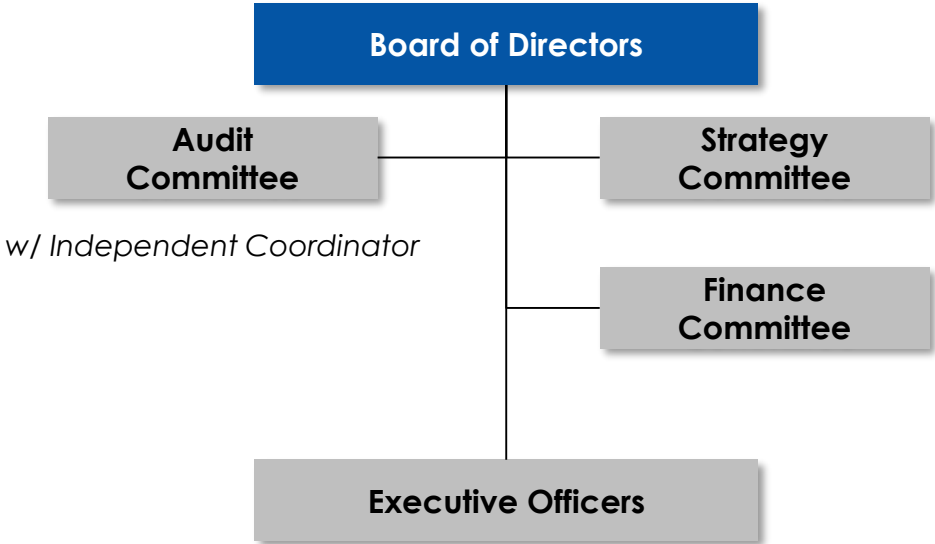 Board of Directors
Audit
Committee
Strategy
Committee
w/ Independent Coordinator
Finance
Committee
Executive Officers